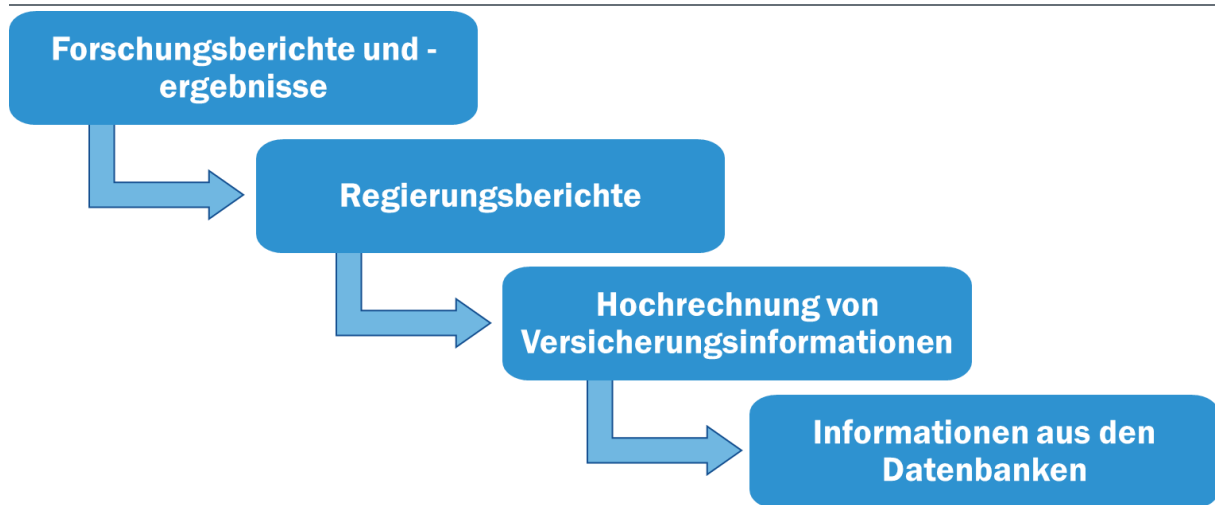 Forschungsberichte und -
ergebnisse
Regierungsberichte
Hochrechnung von
Versicherungsinformationen
Informationen aus den
Datenbanken